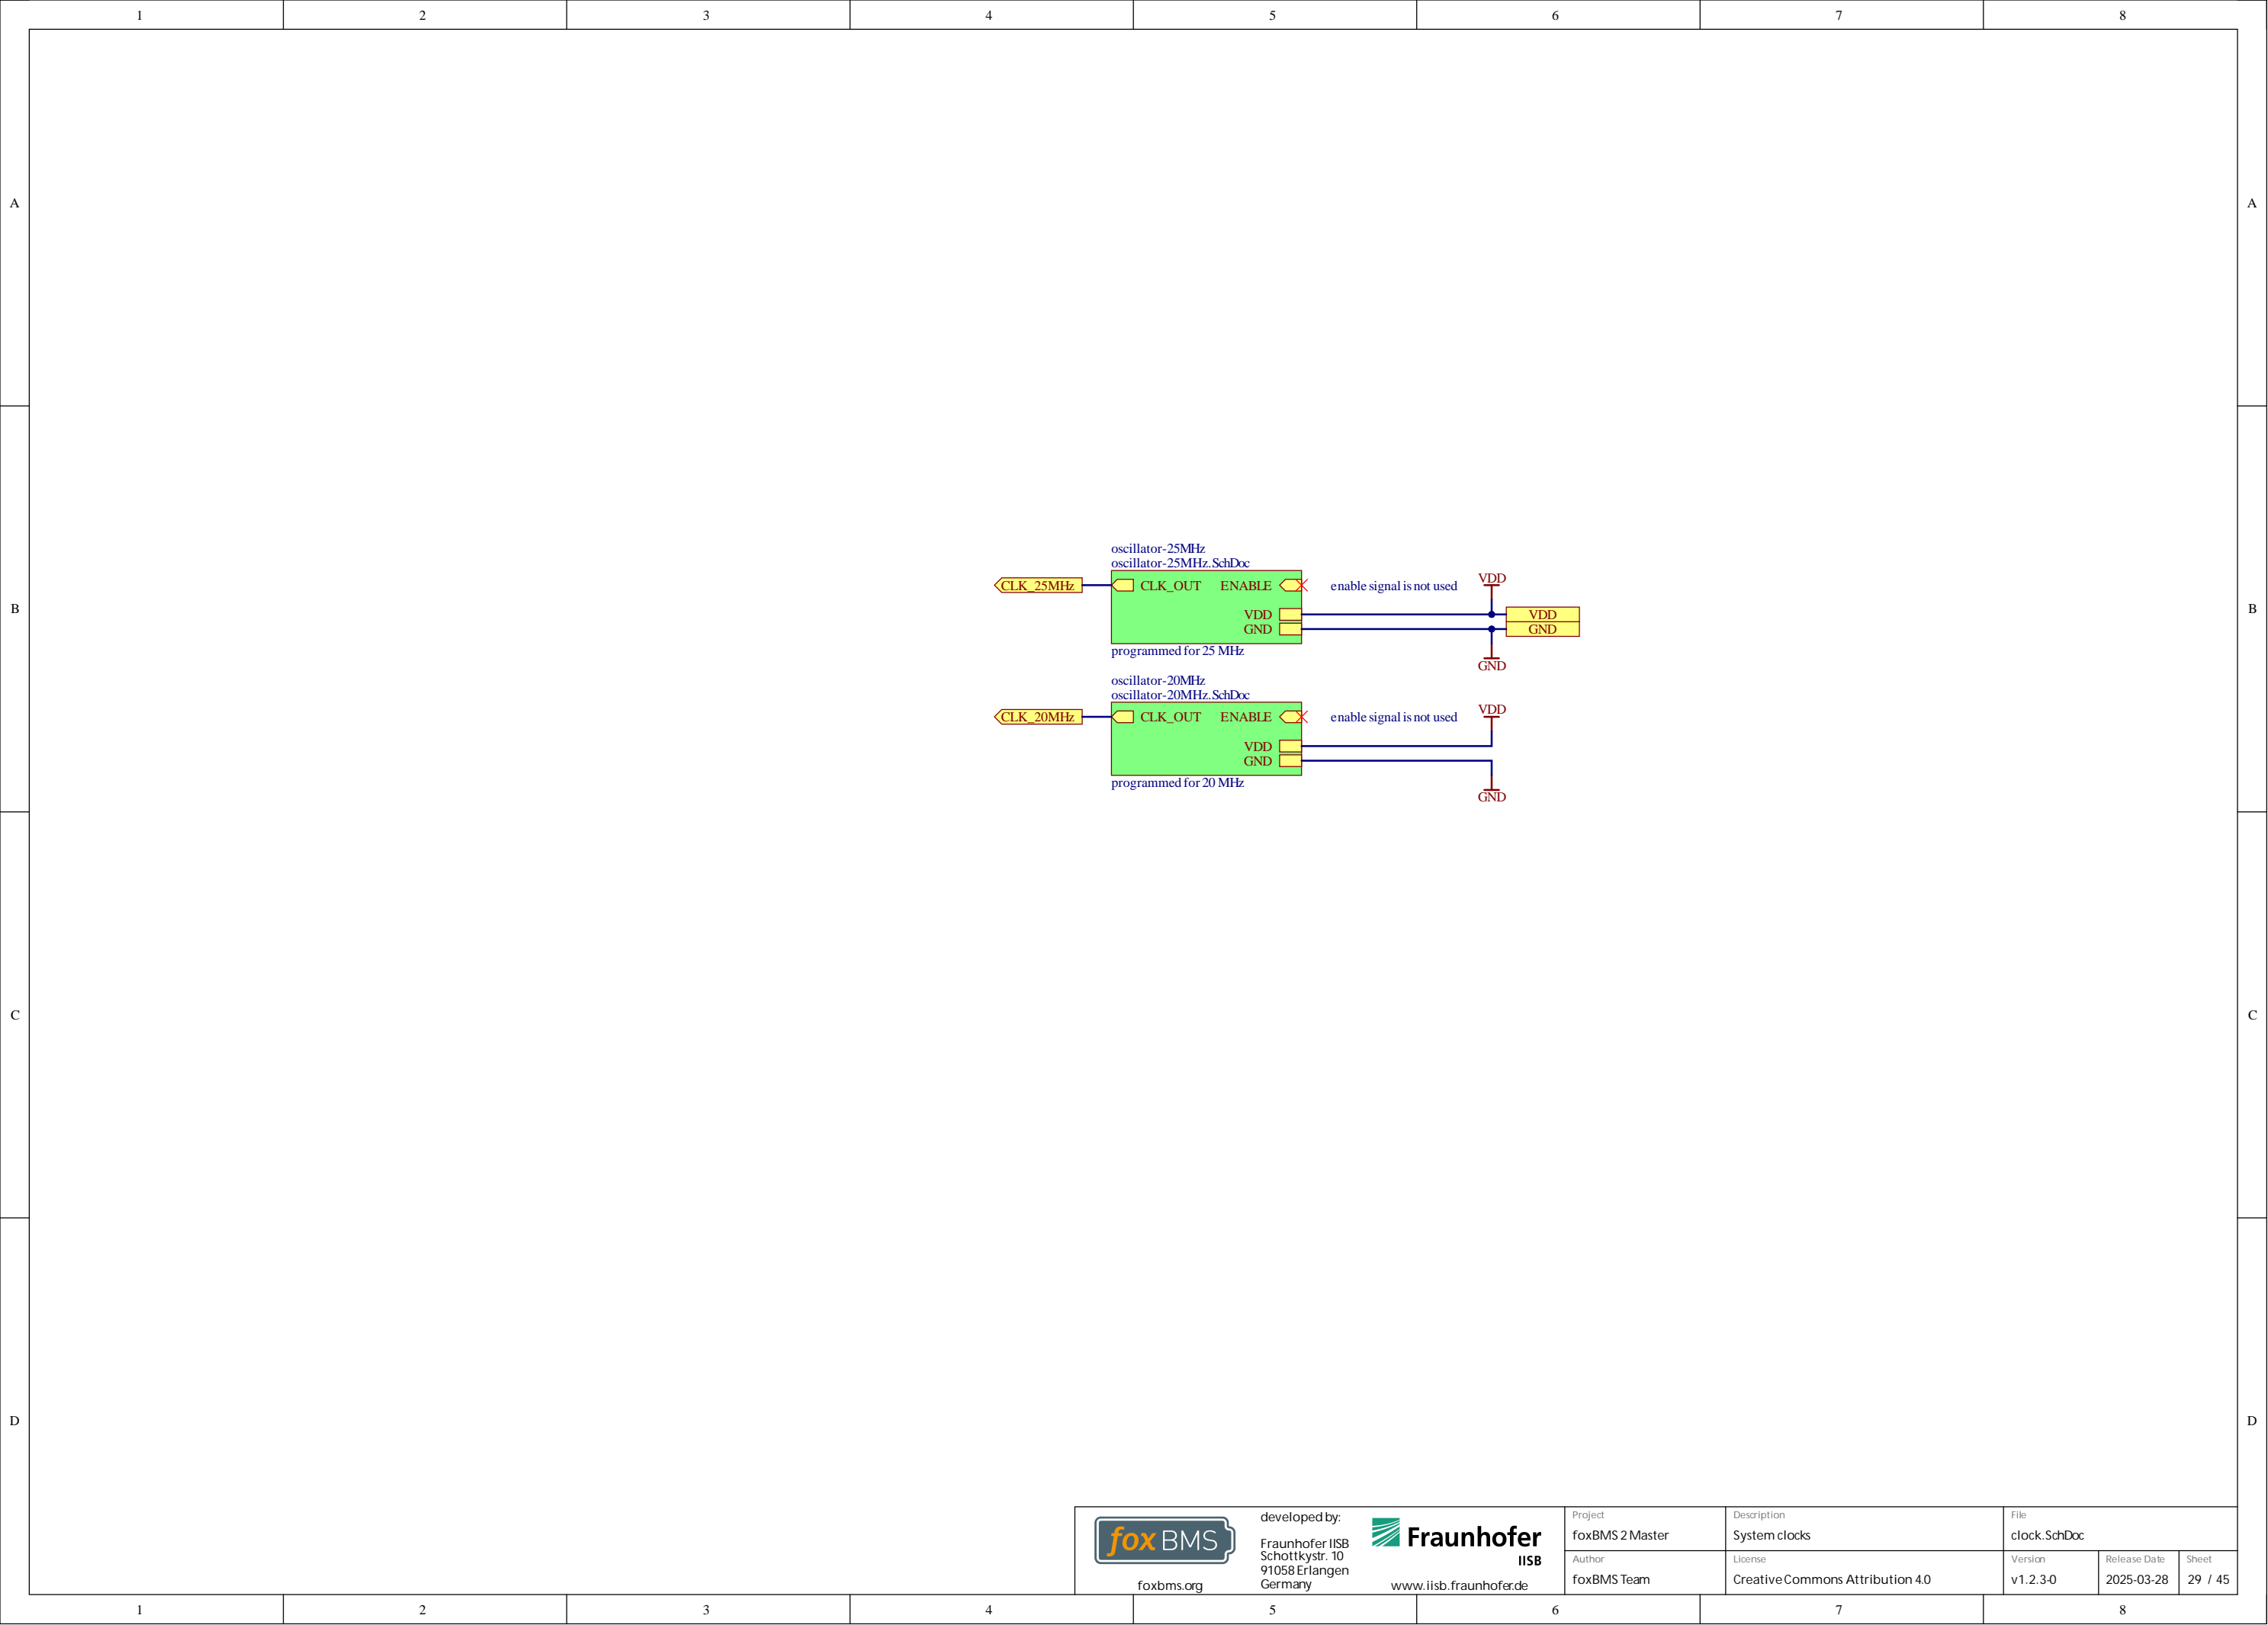 1 2 3 4 5 6 7 8
A A
oscillator-25MHz
oscillator-25MHz.SchDoc
CLK_25MHz CLK_OUT ENABLE enable signal is not used VDD
VDD VDD
B GND GND B
programmed for 25 MHz
GND
oscillator-20MHz
oscillator-20MHz.SchDoc
CLK_20MHz CLK_OUT ENABLE enable signal is not used VDD
VDD
GND
programmed for 20 MHz
GND
C C
D D
fox BMS
foxbms.org
developed by:
Fraunhofer IISB
Schottkystr. 10
91058 Erlangen
Germany
Fraunhofer
IISB
www.iisb.fraunhofer.de
Project
foxBMS 2 Master
Description
System clocks
File
clock.SchDoc
Author
foxBMS Team
License
Creative Commons Attribution 4.0
Version
v1.2.3-0
Release Date
2025-03-28
Sheet
29 / 45
1 2 3 4 5 6 7 8